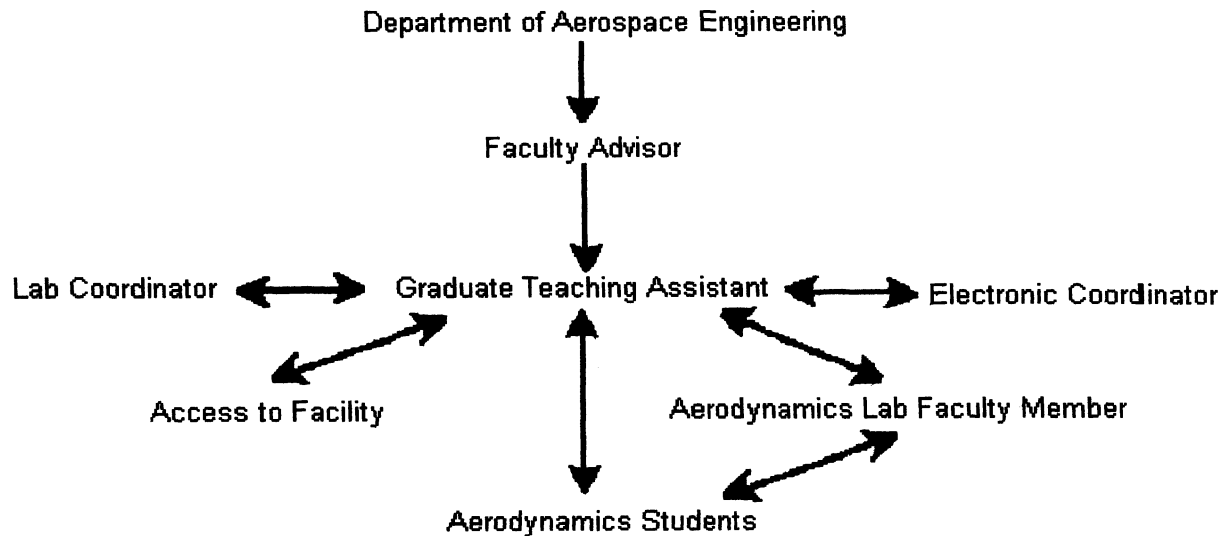 Department of Aerospace Engineering
Faculty Advisor
Lab Coordinator
Graduate Teaching Assistant
Electronic Coordinator
Access to Facility
Aerodynamics Lab Faculty Member
Aerodynamics Students